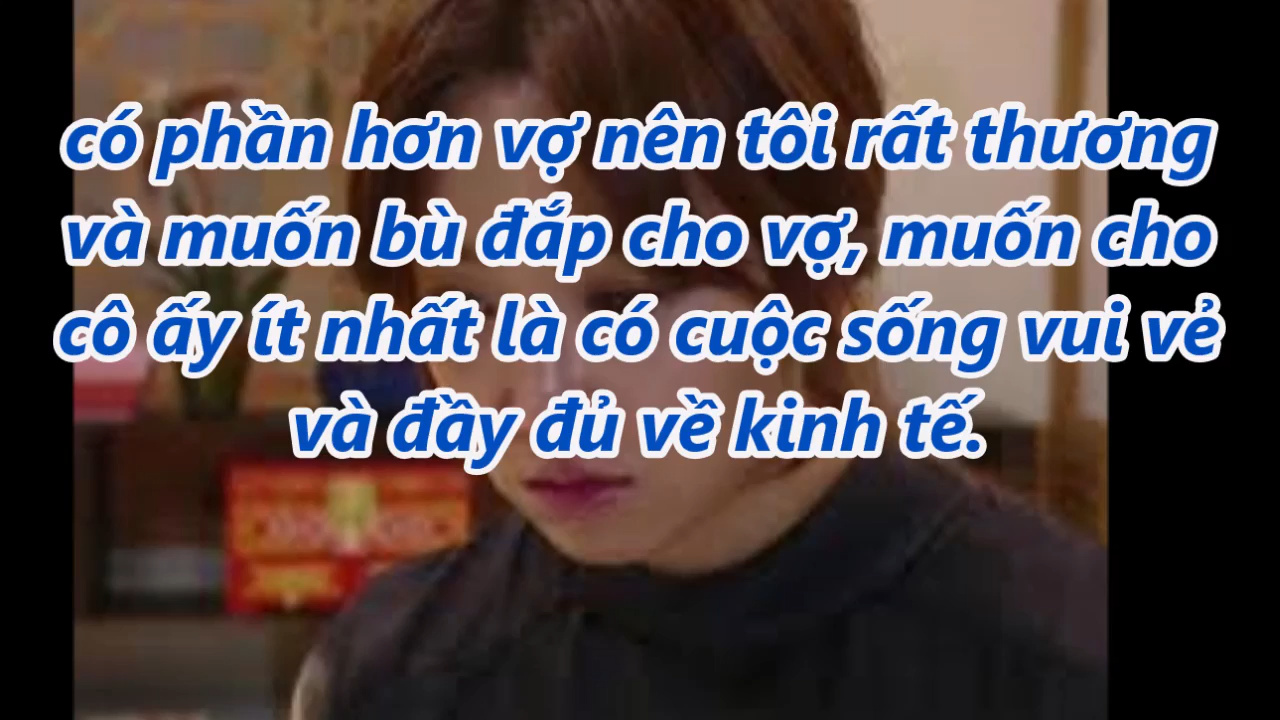 có phần hơn vợ nên tôi rất thương
và muốn bù đắp cho vợ, muốn cho
cô ấy ít nhất là có cuộc sống vui vẻ
và đầy đủ về kinh tế.